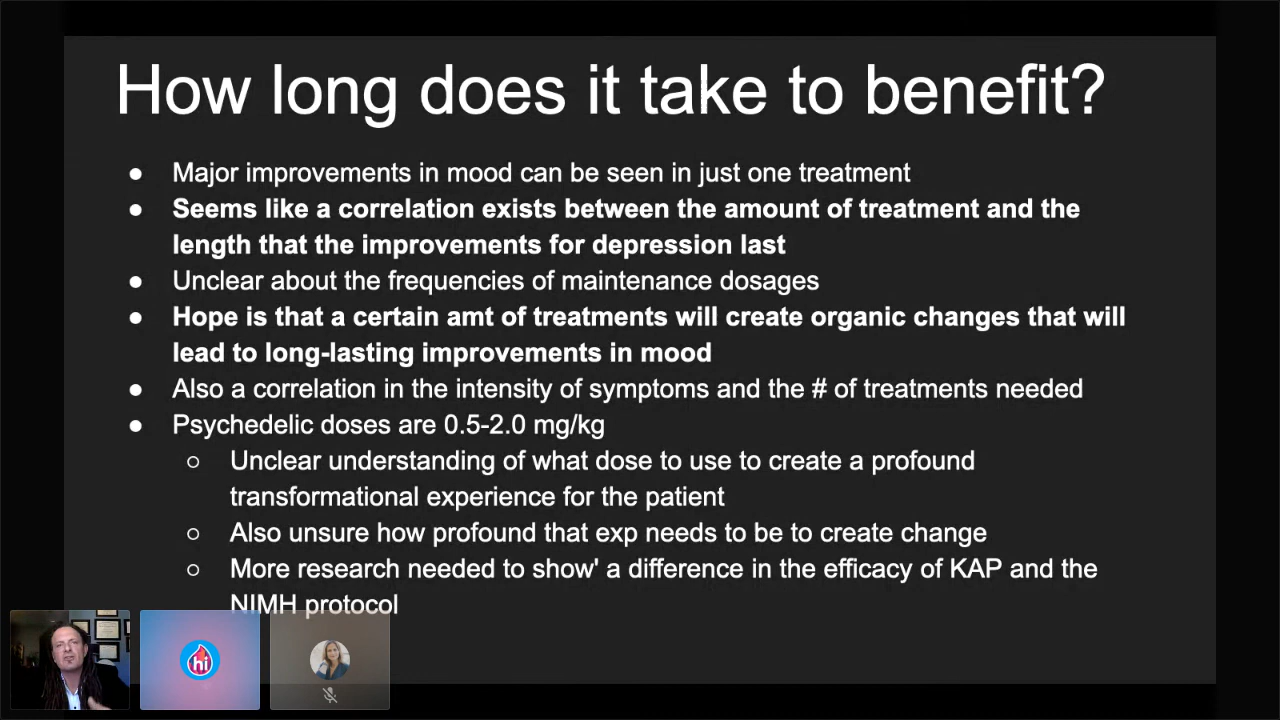 How long does it take to benefit?
● Major improvements in mood can be seen in just one treatment
● Seems like a correlation exists between the amount of treatment and the
length that the improvements for depression last
● Unclear about the frequencies of maintenance dosages
● Hope is that a certain amt of treatments will create organic changes that will
lead to long-lasting improvements in mood
● Also a correlation in the intensity of symptoms and the # of treatments needed
● Psychedelic doses are 0.5-2.0 mg/kg
○ Unclear understanding of what dose to use to create a profound
transformational experience for the patient
○ Also unsure how profound that exp needs to be to create change
○ More research needed to show' a difference in the efficacy of KAP and the
NIMH protocol
hi